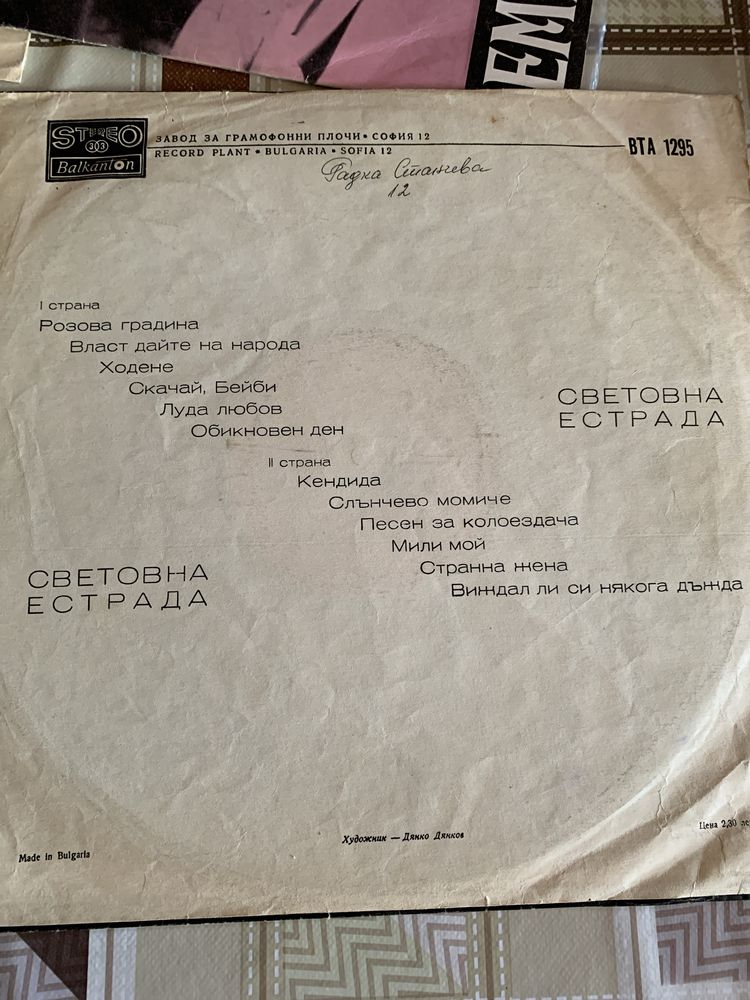 EM
STEREO
303
Balkanton
ЗАВОД ЗА ГРАМОФОННИ ПЛОЧИ • СОФИЯ 12
RECORD PLANT • BULGARIA • SOFIA 12
ВТА 1295
Радка Станчева
12
I страна
Розова градина
Власт дайте на народа
Ходене
Скачай, Бейби
Луда любов
Обикновен ден
СВЕТОВНА
ЕСТРАДА
II страна
Кендида
Слънчево момиче
Песен за колоездача
Мили мой
Странна жена
Виждал ли си някога дъжда
СВЕТОВНА
ЕСТРАДА
Художник — Дянко Дянков
Цена 2,30 ле
Made in Bulgaria